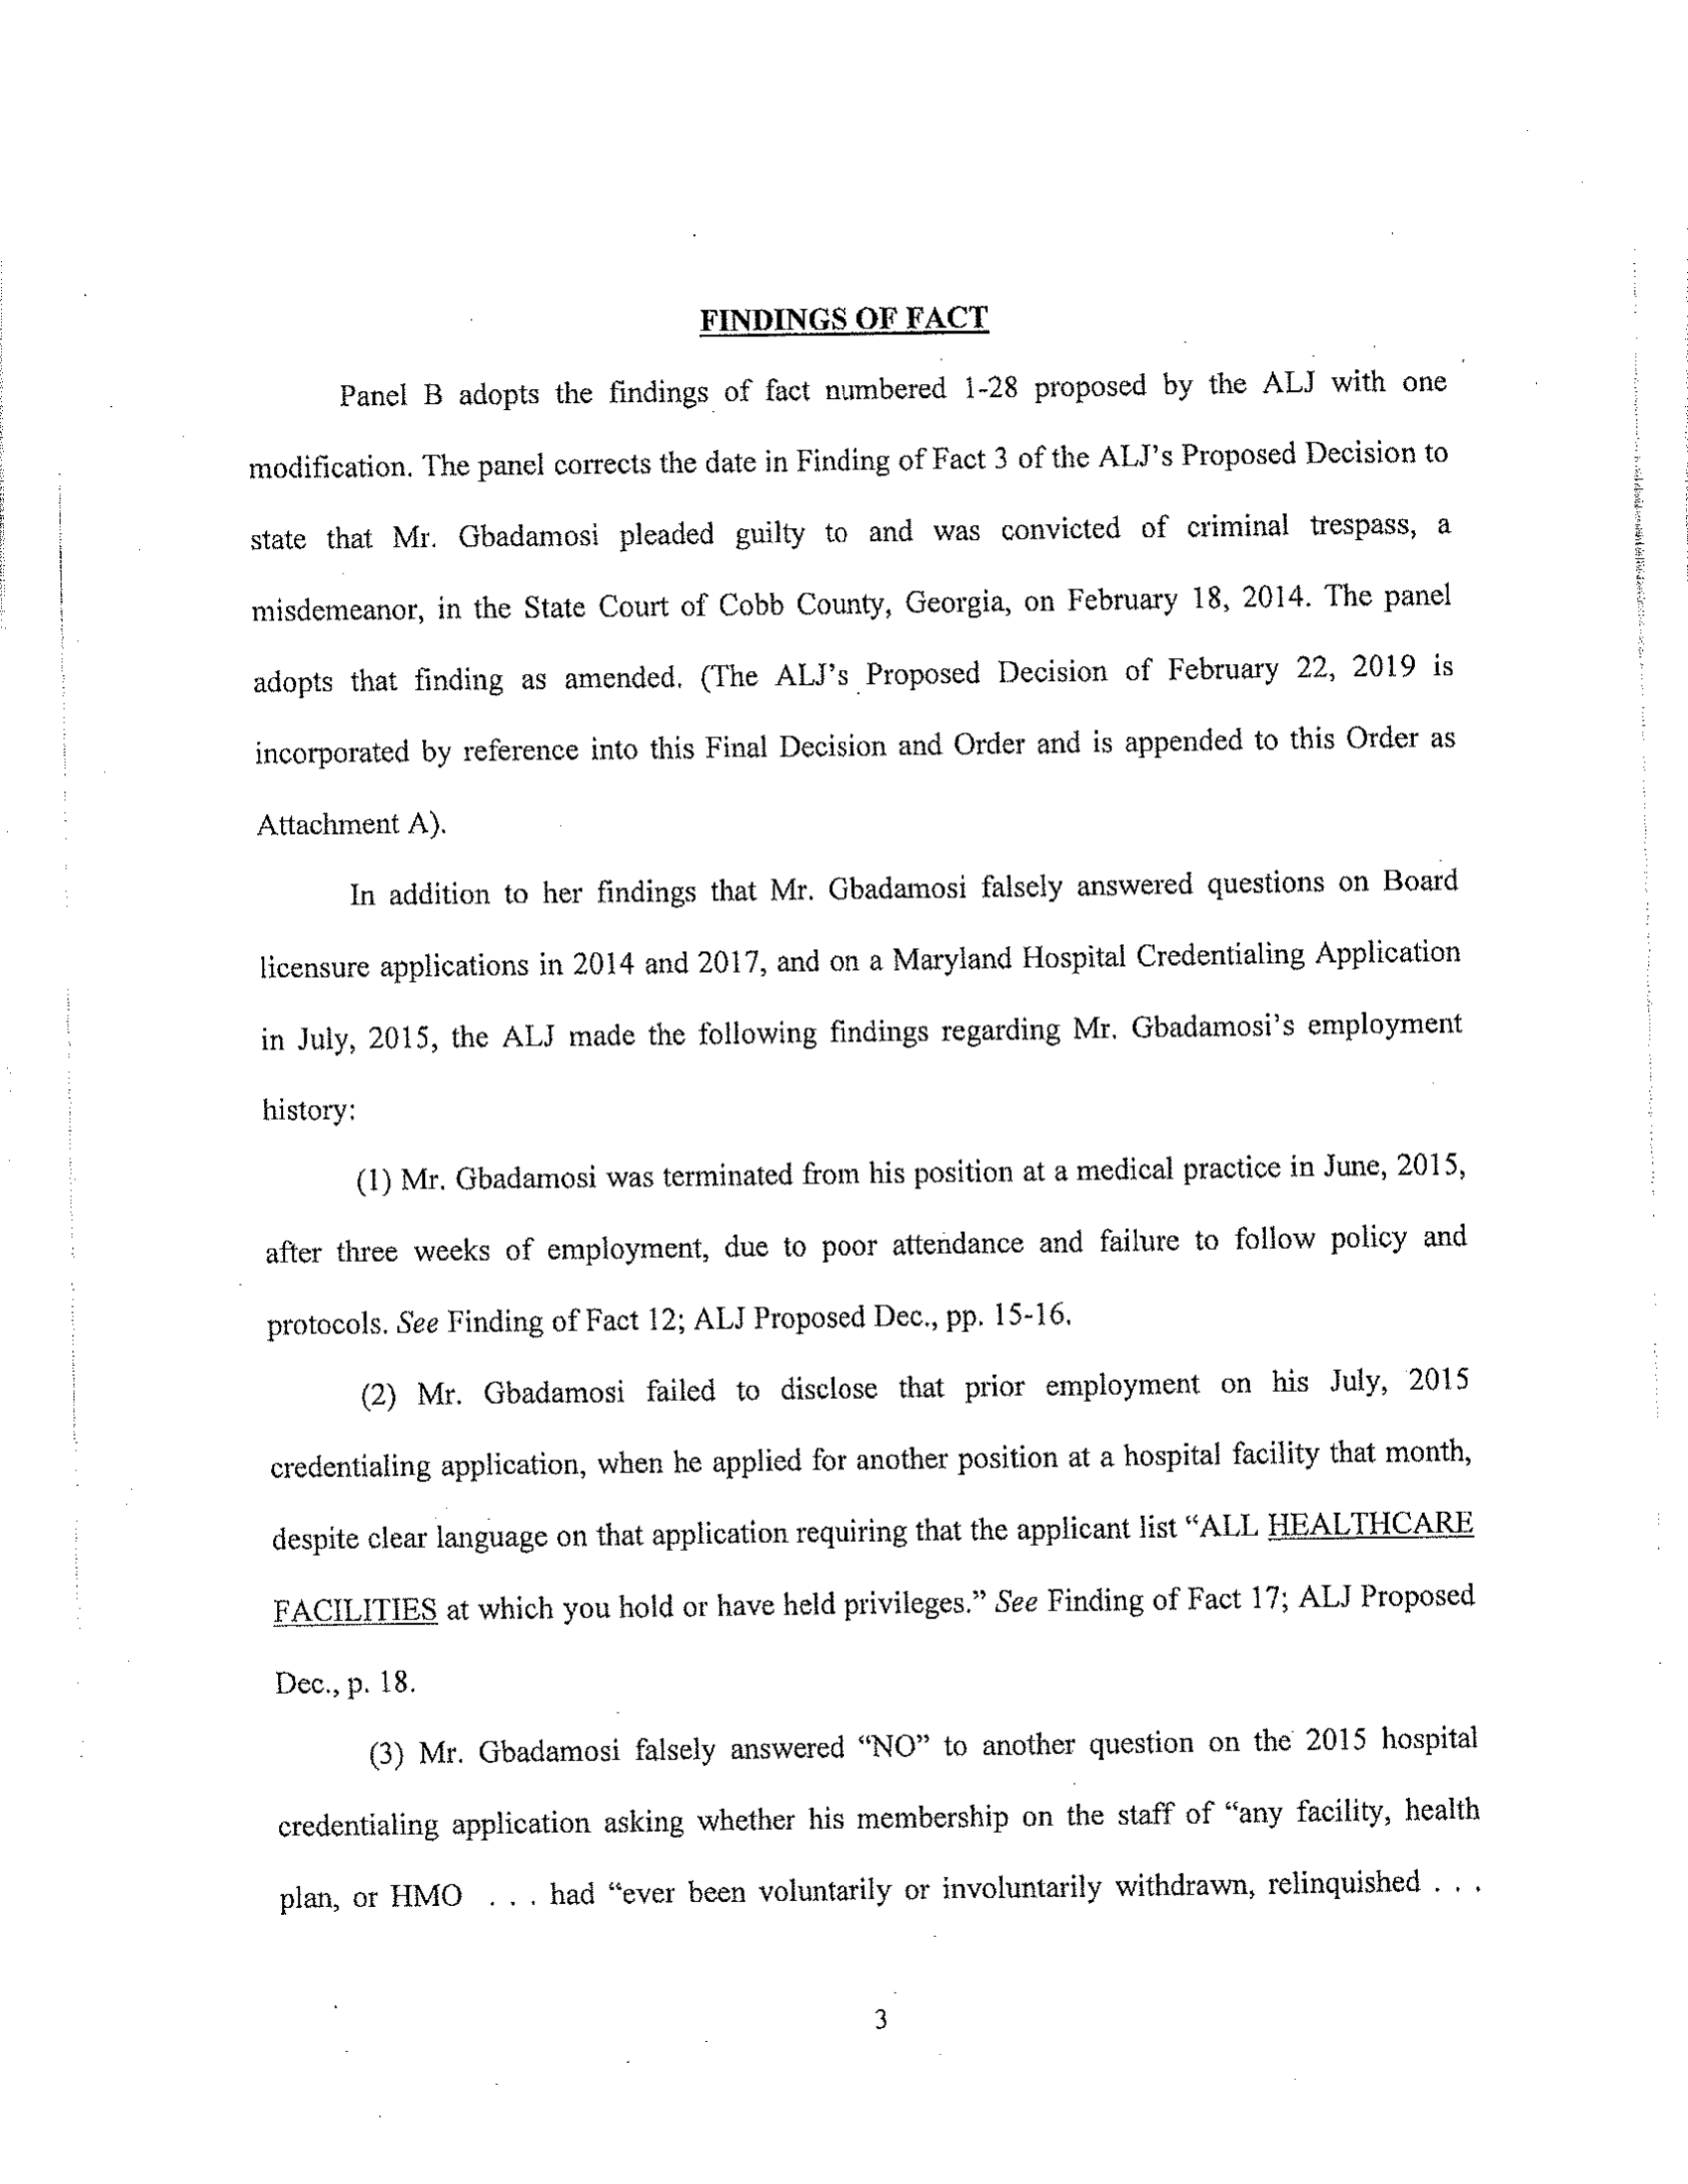 FINDINGS OF FACT
Panel B adopts the findings of fact numbered 1-28 proposed by the ALJ with one
modification. The panel corrects the date in Finding of Fact 3 of the ALJ's Proposed Decision to
state that Mr. Gbadamosi pleaded guilty to and was convicted of criminal trespass, a
misdemeanor, in the State Court of Cobb County, Georgia, on February 18, 2014. The panel
adopts that finding as amended. (The ALJ's Proposed Decision of February 22, 2019 is
incorporated by reference into this Final Decision and Order and is appended to this Order as
Attachment A).
In addition to her findings that Mr. Gbadamosi falsely answered questions on Board
licensure applications in 2014 and 2017, and on a Maryland Hospital Credentialing Application
in July, 2015, the ALJ made the following findings regarding Mr. Gbadamosi's employment
history:
(1) Mr. Gbadamosi was terminated from his position at a medical practice in June, 2015,
after three weeks of employment, due to poor attendance and failure to follow policy and
protocols. See Finding of Fact 12; ALJ Proposed Dec., pp. 15-16.
(2) Mr. Gbadamosi failed to disclose that prior employment on his July, 2015
credentialing application, when he applied for another position at a hospital facility that month,
despite clear language on that application requiring that the applicant list “ALL HEALTHCARE
FACILITIES at which you hold or have held privileges.” See Finding of Fact 17; ALJ Proposed
Dec., p. 18.
(3) Mr. Gbadamosi falsely answered “NO” to another question on the 2015 hospital
credentialing application asking whether his membership on the staff of “any facility, health
plan, or HMO . . . had “ever been voluntarily or involuntarily withdrawn, relinquished . . .
3